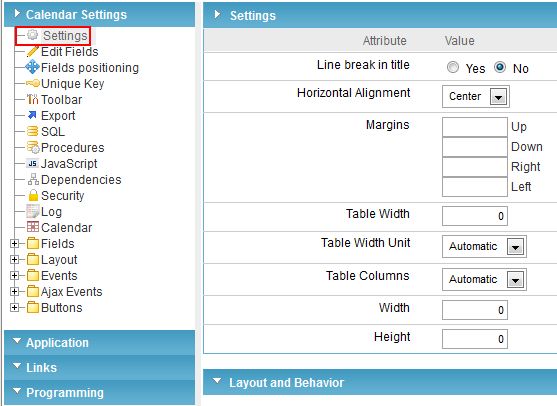 Calendar Settings
Settings
Edit Fields
Fields positioning
Unique Key
Toolbar
Export
SQL
Procedures
JS JavaScript
Dependencies
Security
Log
Calendar
Fields
Layout
Events
Ajax Events
Buttons
Application
Links
Programming
Settings
Attribute Value
Line break in title Yes No
Horizontal Alignment Center
Margins Up
Down
Right
Left
Table Width 0
Table Width Unit Automatic
Table Columns Automatic
Width 0
Height 0
Layout and Behavior